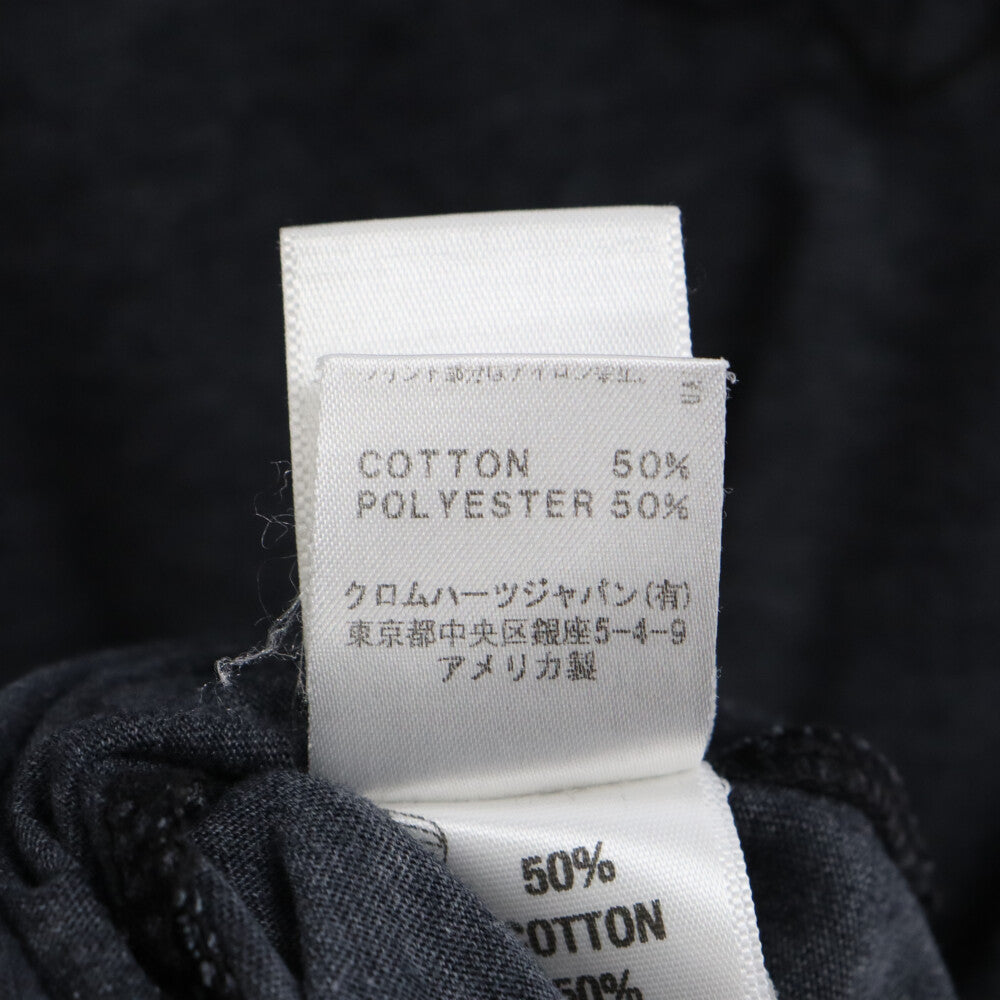 COTTON 50%
POLYESTER 50%
クロムハーツジャパン(有)
東京都中央区銀座5-4-9
アメリカ製
50%
COTTON
50%